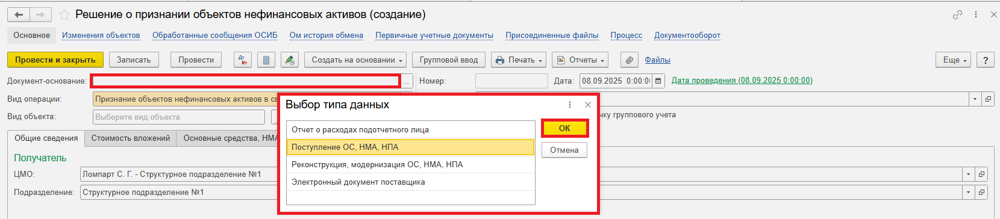 Решение о признании объектов нефинансовых активов (создание)
Основное Изменения объектов Обработанные сообщения ОСИБ Ом история обмена Первичные учетные документы Присоединенные файлы Процесс Документооборот
Провести и закрыть Записать Провести Дт Кт Создать на основании Групповой ввод Печать Отчеты Файлы Еще ?
Документ-основание: ... Номер: Дата: 08.09.2025 0:00:0 Дата проведения (08.09.2025 0:00:00)
Вид операции: Признание объектов нефинансовых активов в
Вид объекта: Выберите вид объекта ... чку группового учета
Общие сведения Стоимость вложений Основные средства, НМА
Получатель
ЦМО: Ломпарт С. Г. - Структурное подразделение №1
Подразделение: Структурное подразделение №1
Выбор типа данных
Отчет о расходах подотчетного лица
Поступление ОС, НМА, НПА
Реконструкция, модернизация ОС, НМА, НПА
Электронный документ поставщика
ОК
Отмена